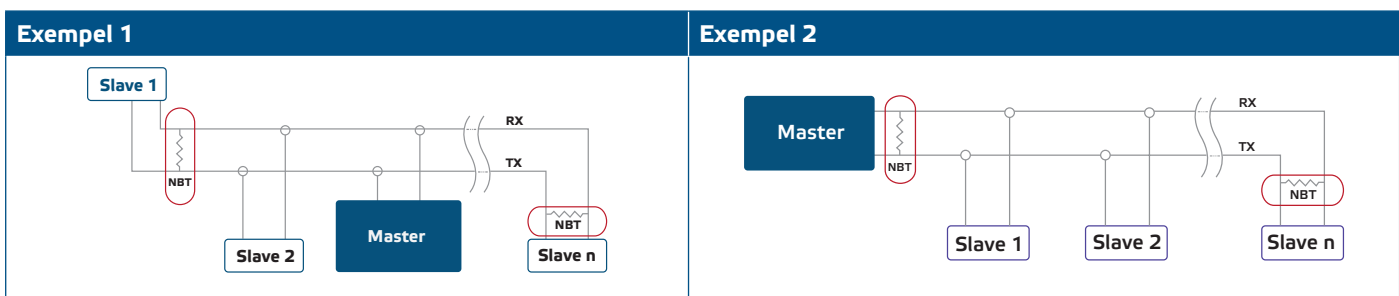 Exempel 1
Slave 1
RX
TX
NBT
NBT
Master
Slave 2
Slave n
Exempel 2
RX
Master
TX
NBT
NBT
Slave 1
Slave 2
Slave n